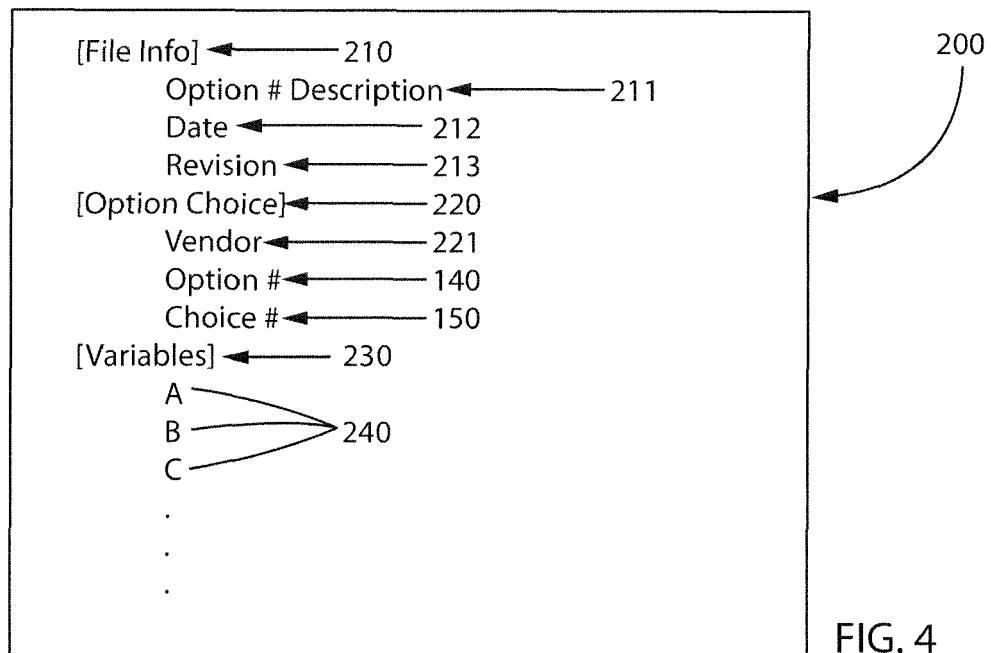 [File Info] 210
200
Option # Description 211
Date 212
Revision 213
[Option Choice] 220
Vendor 221
Option # 140
Choice # 150
[Variables] 230
A
B 240
C
.
.
.
FIG. 4